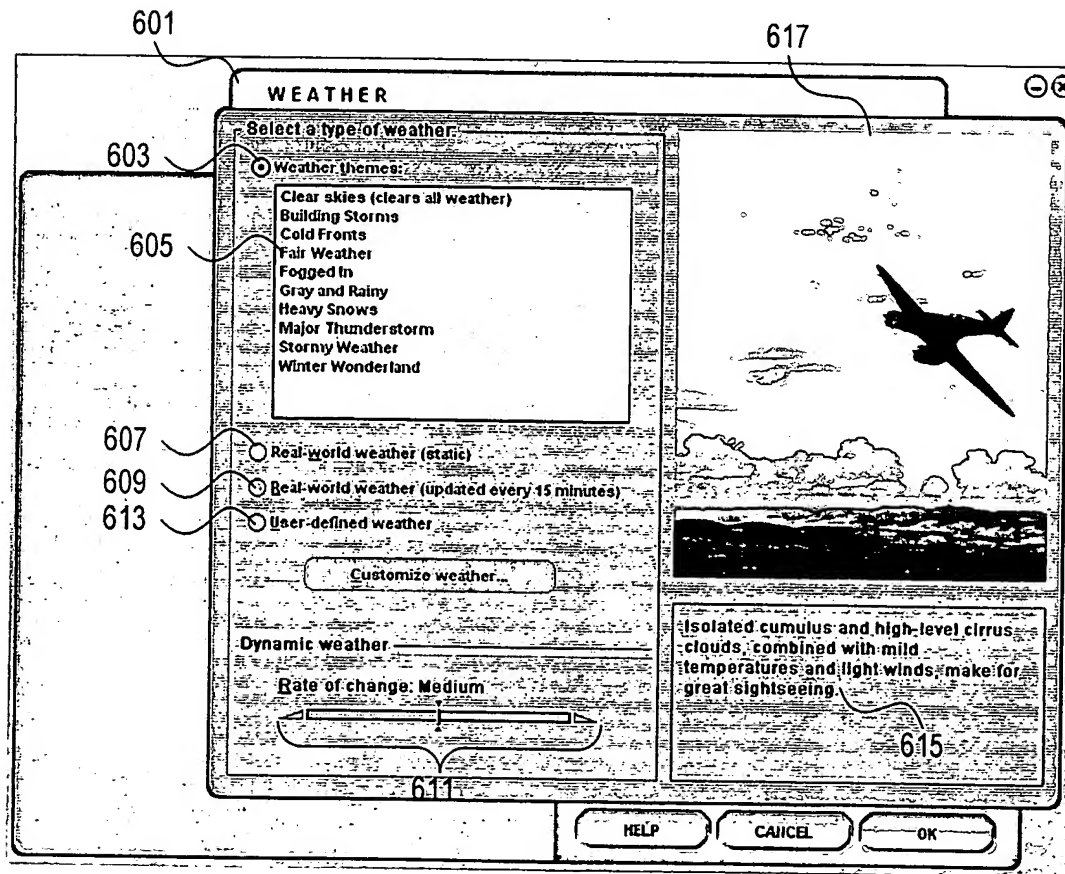 601
617
WEATHER
Select a type of weather:
603
Weather themes:
Clear skies (clears all weather)
Building Storms
Cold Fronts
605
Fair Weather
Fogged In
Gray and Rainy
Heavy Snows
Major Thunderstorm
Stormy Weather
Winter Wonderland
607
Real-world weather (static)
609
Real-world weather (updated every 15 minutes)
613
User-defined weather
Customize weather...
Dynamic weather
Rate of change: Medium
611
Isolated cumulus and high-level cirrus
clouds, combined with mild
temperatures and light winds, make for
great sightseeing.
615
HELP
CANCEL
OK